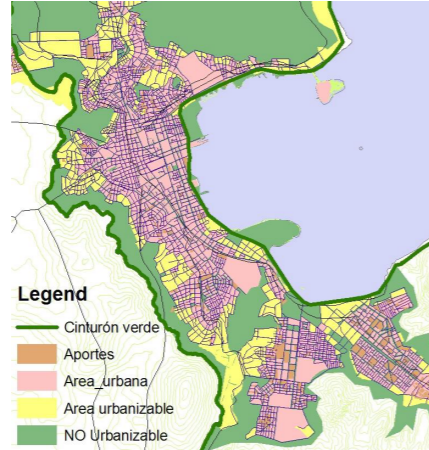 Legend
Cinturón verde
Aportes
Area_urbana
Area urbanizable
NO Urbanizable